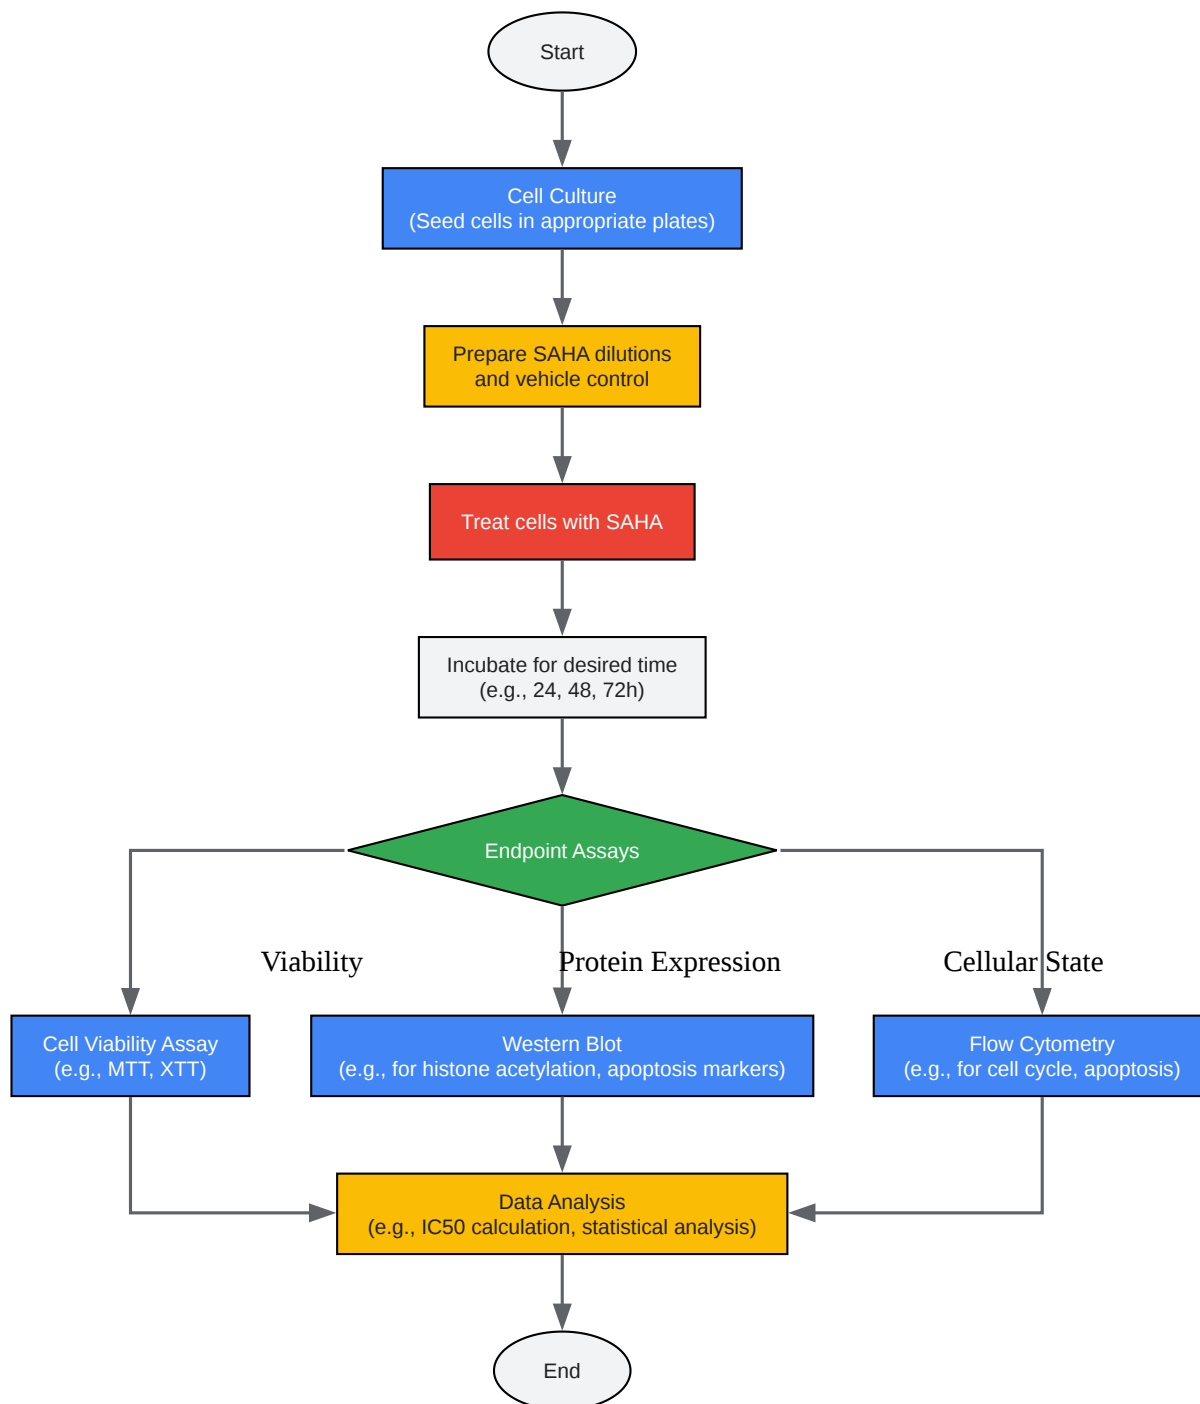 Start
Cell Culture
(Seed cells in appropriate plates)
Prepare SAHA dilutions
and vehicle control
Treat cells with SAHA
Incubate for desired time
(e.g., 24, 48, 72h)
Endpoint Assays
Viability
Protein Expression
Cellular State
Cell Viability Assay
(e.g., MTT, XTT)
Western Blot
(e.g., for histone acetylation, apoptosis markers)
Flow Cytometry
(e.g., for cell cycle, apoptosis)
Data Analysis
(e.g., IC50 calculation, statistical analysis)
End